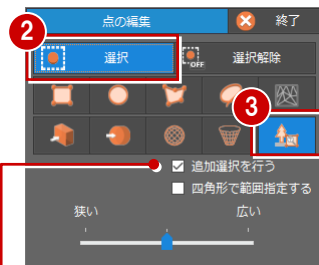 点の編集 終了
2
選択 選択解除
OFF
3
追加選択を行う
四角形で範囲指定する
狭い 広い